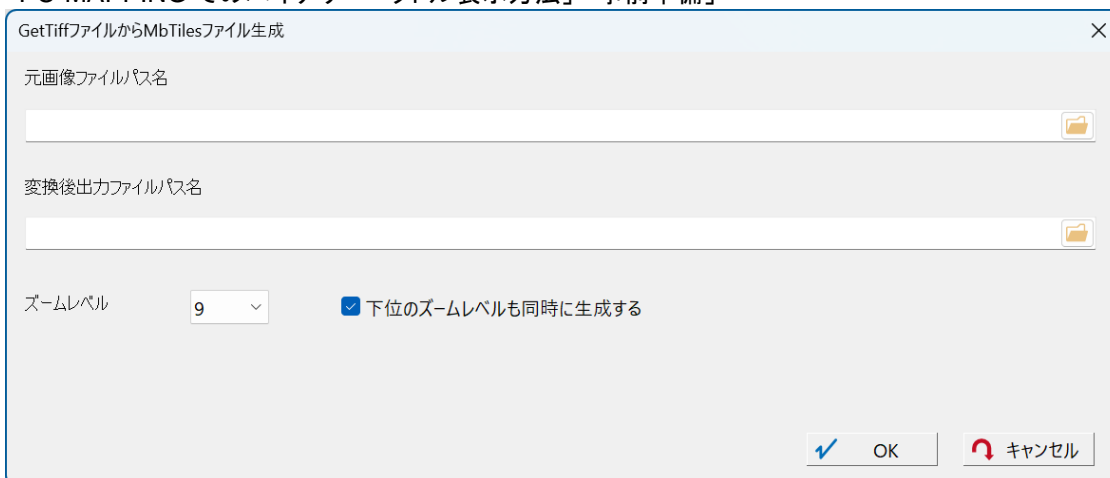 GetTiffファイルからMbTilesファイル生成
元画像ファイルパス名
変換後出力ファイルパス名
ズームレベル 9 下位のズームレベルも同時に生成する
OK キャンセル